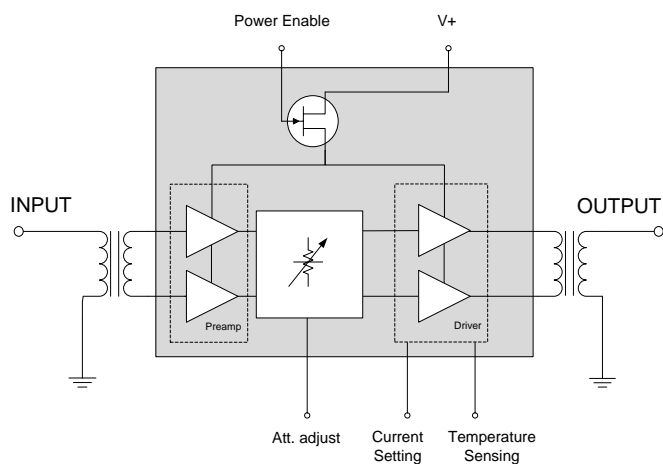 Power Enable
V+
INPUT
OUTPUT
Preamp
Driver
Att. adjust
Current
Setting
Temperature
Sensing